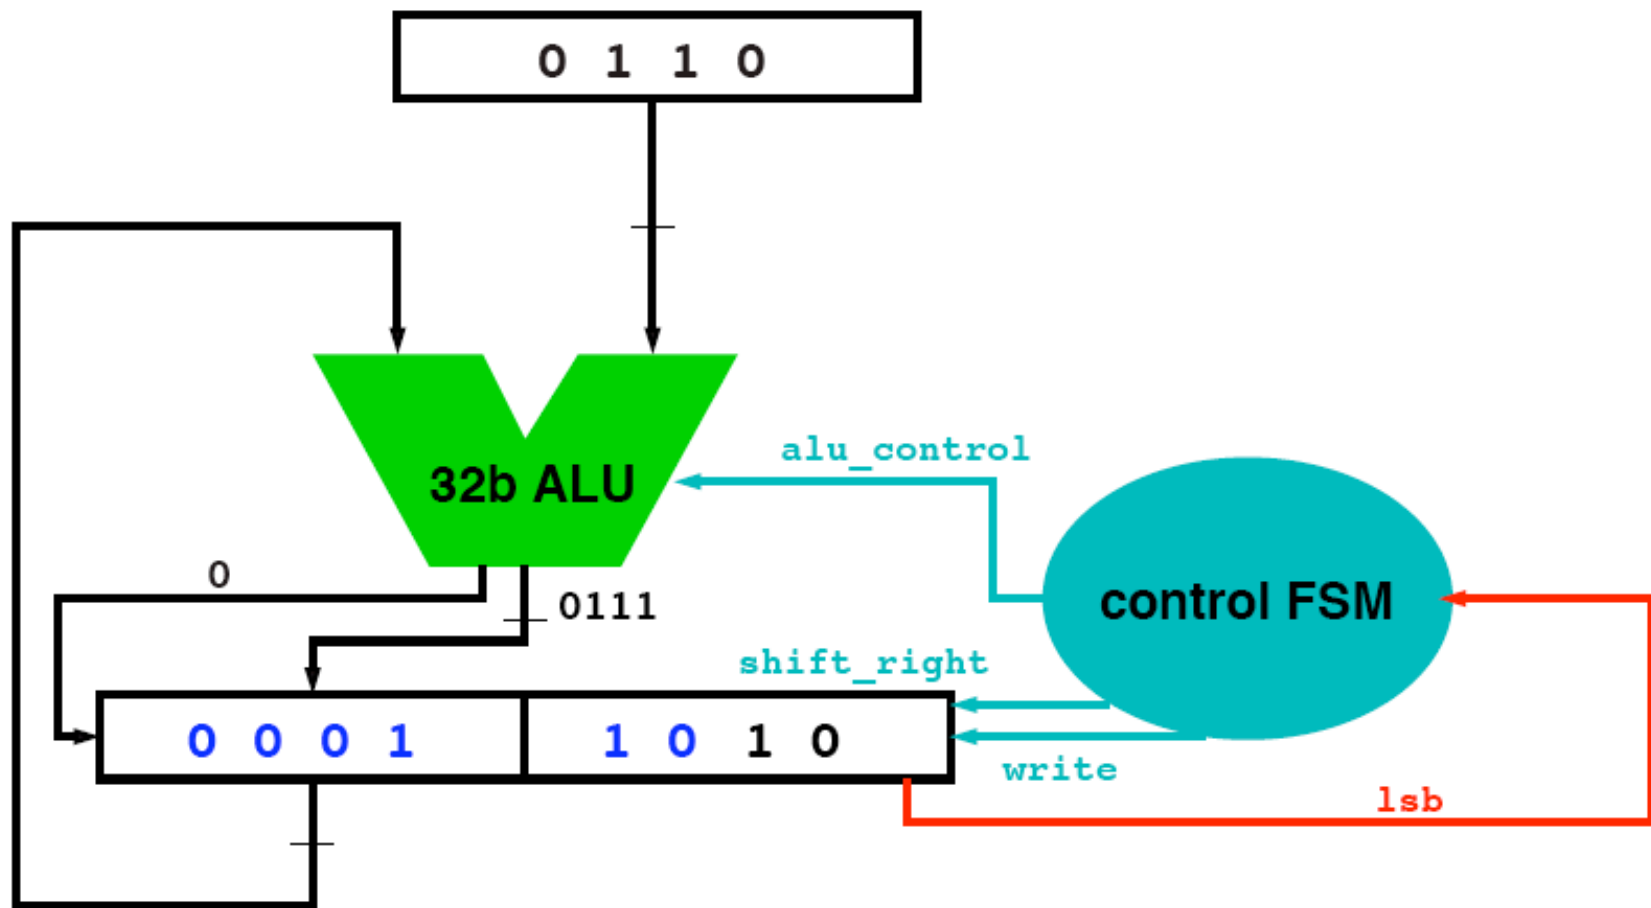 0 1 1 0
alu_control
32b ALU
0
0111
control FSM
shift_right
0 0 0 1 1 0 1 0
write
lsb